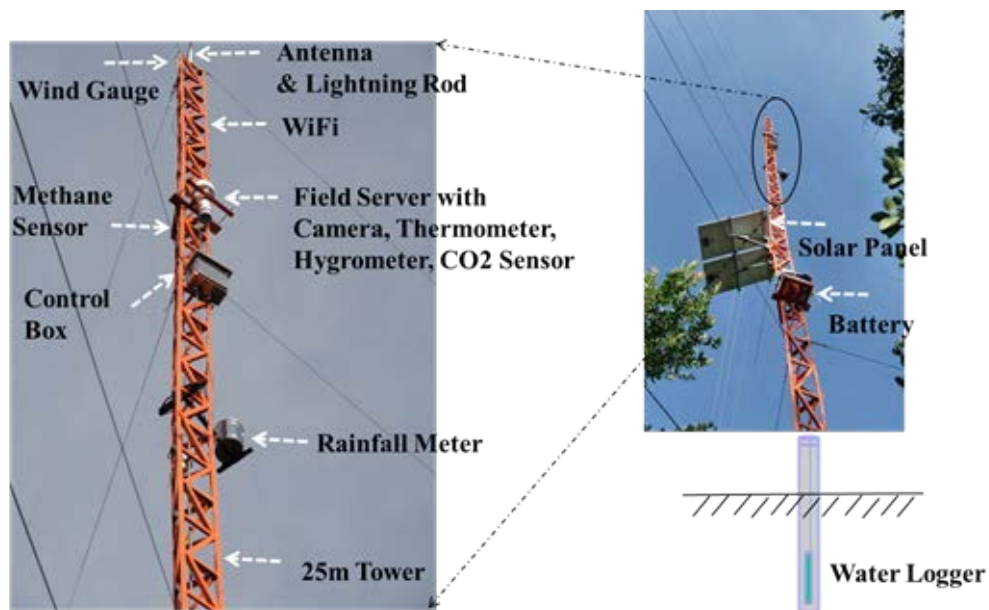 Antenna
& Lightning Rod
Wind Gauge
WiFi
Methane
Sensor
Field Server with
Camera, Thermometer,
Hygrometer, CO2 Sensor
Control
Box
Rainfall Meter
25m Tower
Solar Panel
Battery
Water Logger